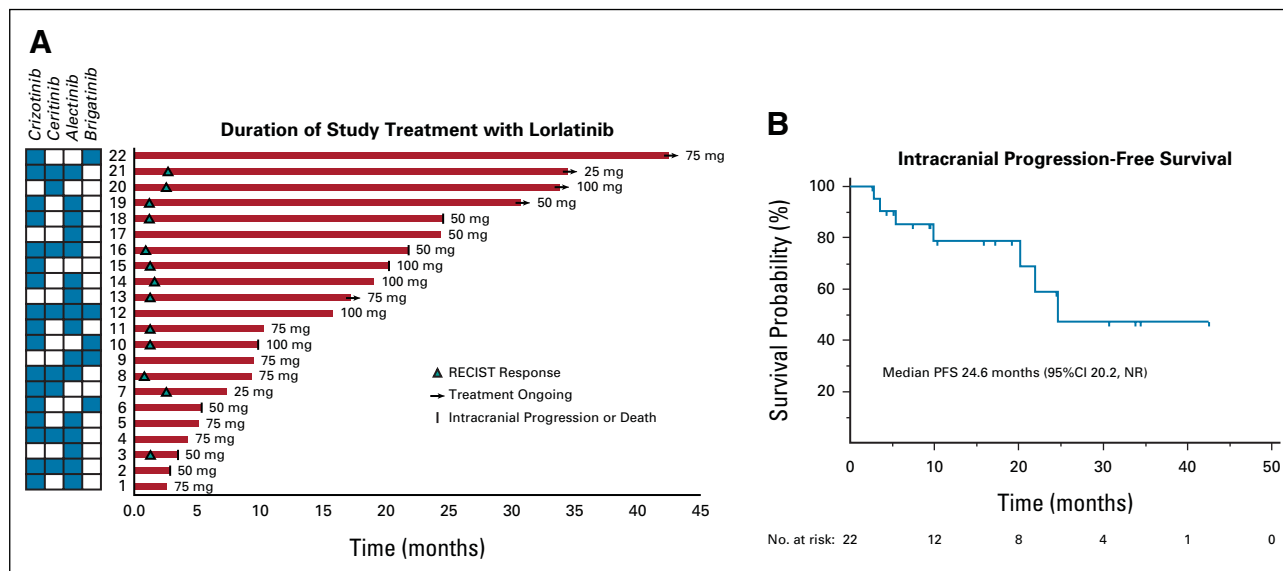 A
Crizotinib
Ceritinib
Alectinib
Brigatinib
Duration of Study Treatment with Lorlatinib
22 75 mg
21 25 mg
20 100 mg
19 50 mg
18 50 mg
17 50 mg
16 50 mg
15 100 mg
14 100 mg
13 75 mg
12 100 mg
11 75 mg
10 100 mg
9 75 mg
8 75 mg
7 25 mg
6 50 mg
5 75 mg
4 75 mg
3 50 mg
2 50 mg
1 75 mg
RECIST Response
Treatment Ongoing
Intracranial Progression or Death
0.0 5 10 15 20 25 30 35 40 45
Time (months)
B
Intracranial Progression-Free Survival
Survival Probability (%)
100
80
60
40
20
Median PFS 24.6 months (95%CI 20.2, NR)
0 10 20 30 40 50
Time (months)
No. at risk: 22 12 8 4 1 0